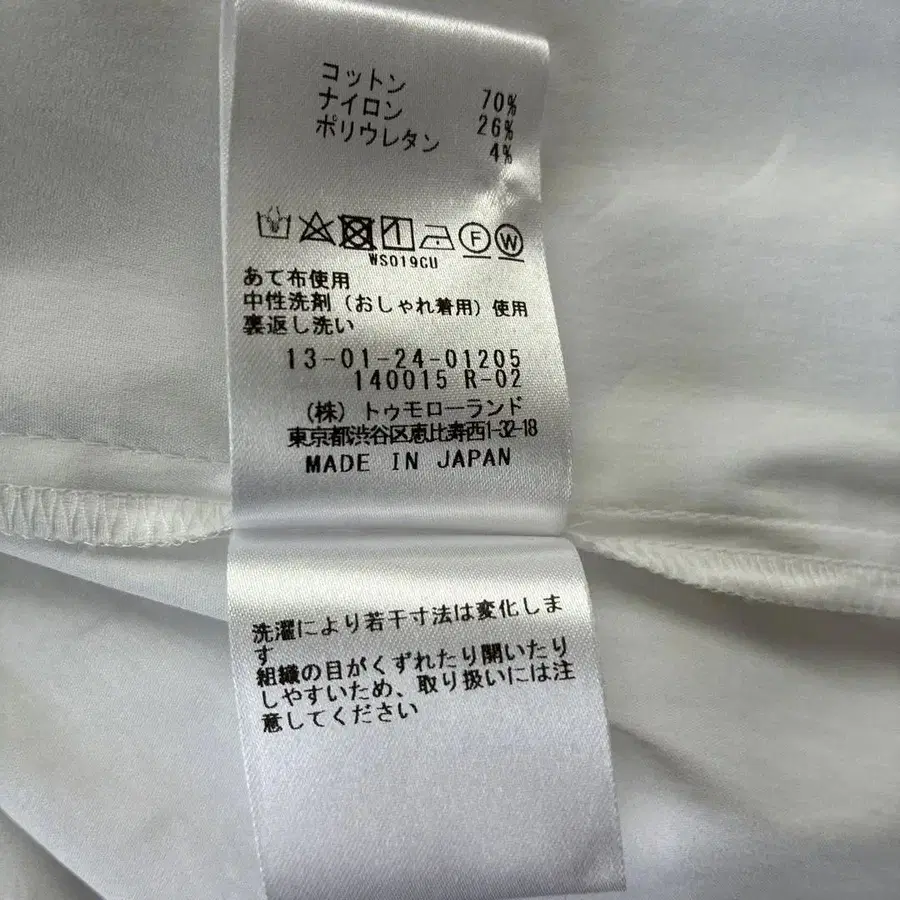 コットン 70%
ナイロン 26%
ポリウレタン 4%
F W
WS019CU
あて布使用
中性洗剤（おしゃれ着用）使用
裏返し洗い
13-01-24-01205
140015 R-02
（株）トゥモローランド
東京都渋谷区恵比寿西1-32-18
MADE IN JAPAN
洗濯により若干寸法は変化しま
す
組織の目がくずれたり開いたり
しやすいため、取り扱いには注
意してください